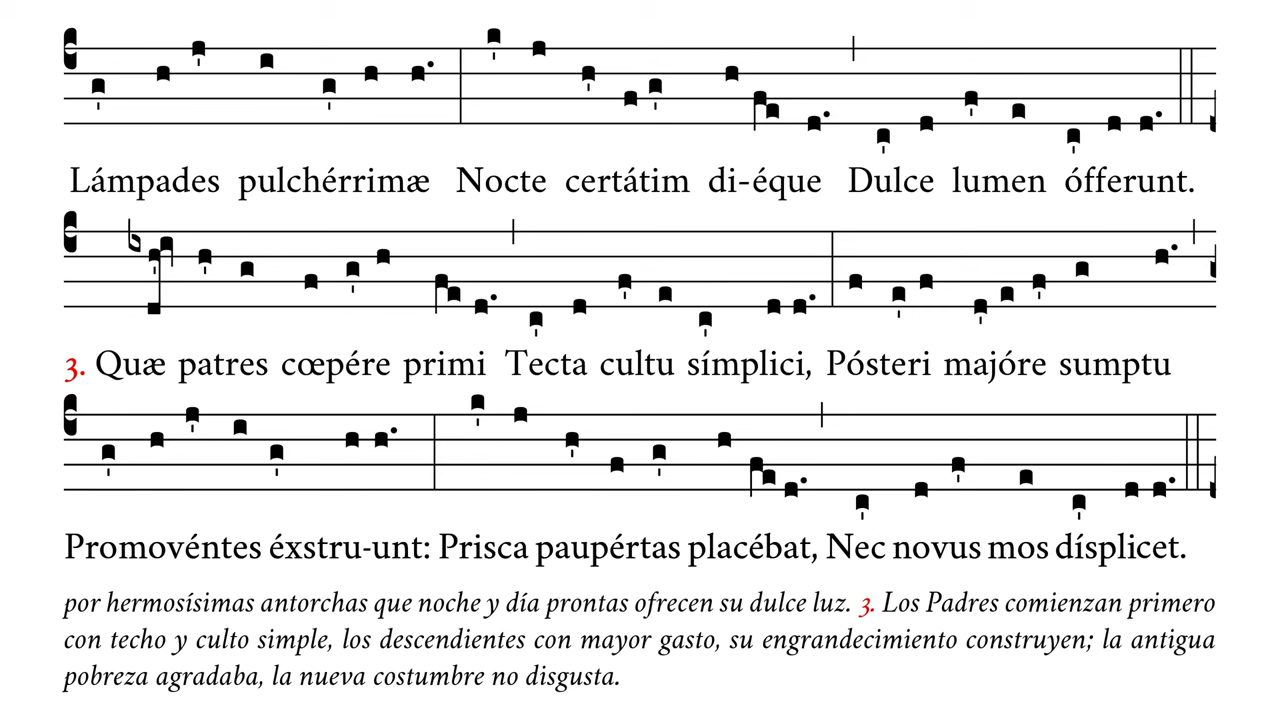 Lámpades pulchérrimæ Nocte certátim di-éque Dulce lumen ófferunt.
3. Quæ patres cœpére primi Tecta cultu símplici, Pósteri majóre sumptu
Promovéntes éxstru-unt: Prisca paupértas placébat, Nec novus mos dísplicet.
por hermosísimas antorchas que noche y día prontas ofrecen su dulce luz. 3. Los Padres comienzan primero
con techo y culto simple, los descendientes con mayor gasto, su engrandecimiento construyen; la antigua
pobreza agradaba, la nueva costumbre no disgusta.